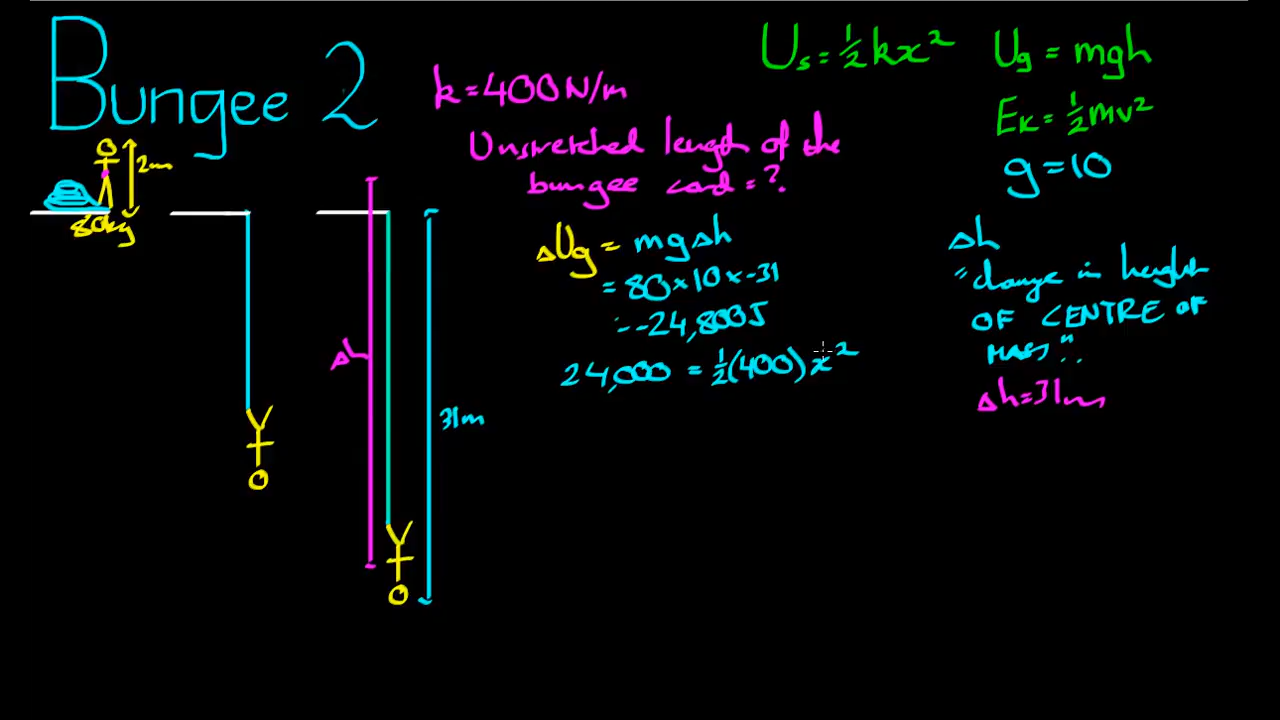 Bungee 2
k=400N/m
Unstretched length of the
bungee cord = ?
Us = ½kx²
Ug = mgh
Ek = ½mv²
g = 10
2m
80kg
ΔUg = mgΔh
= 80 × 10 × -31
= -24,800J
24,000 = ½(400)x²
Δh
31m
Δh
"change in height
OF CENTRE OF
MASS"
Δh=31m